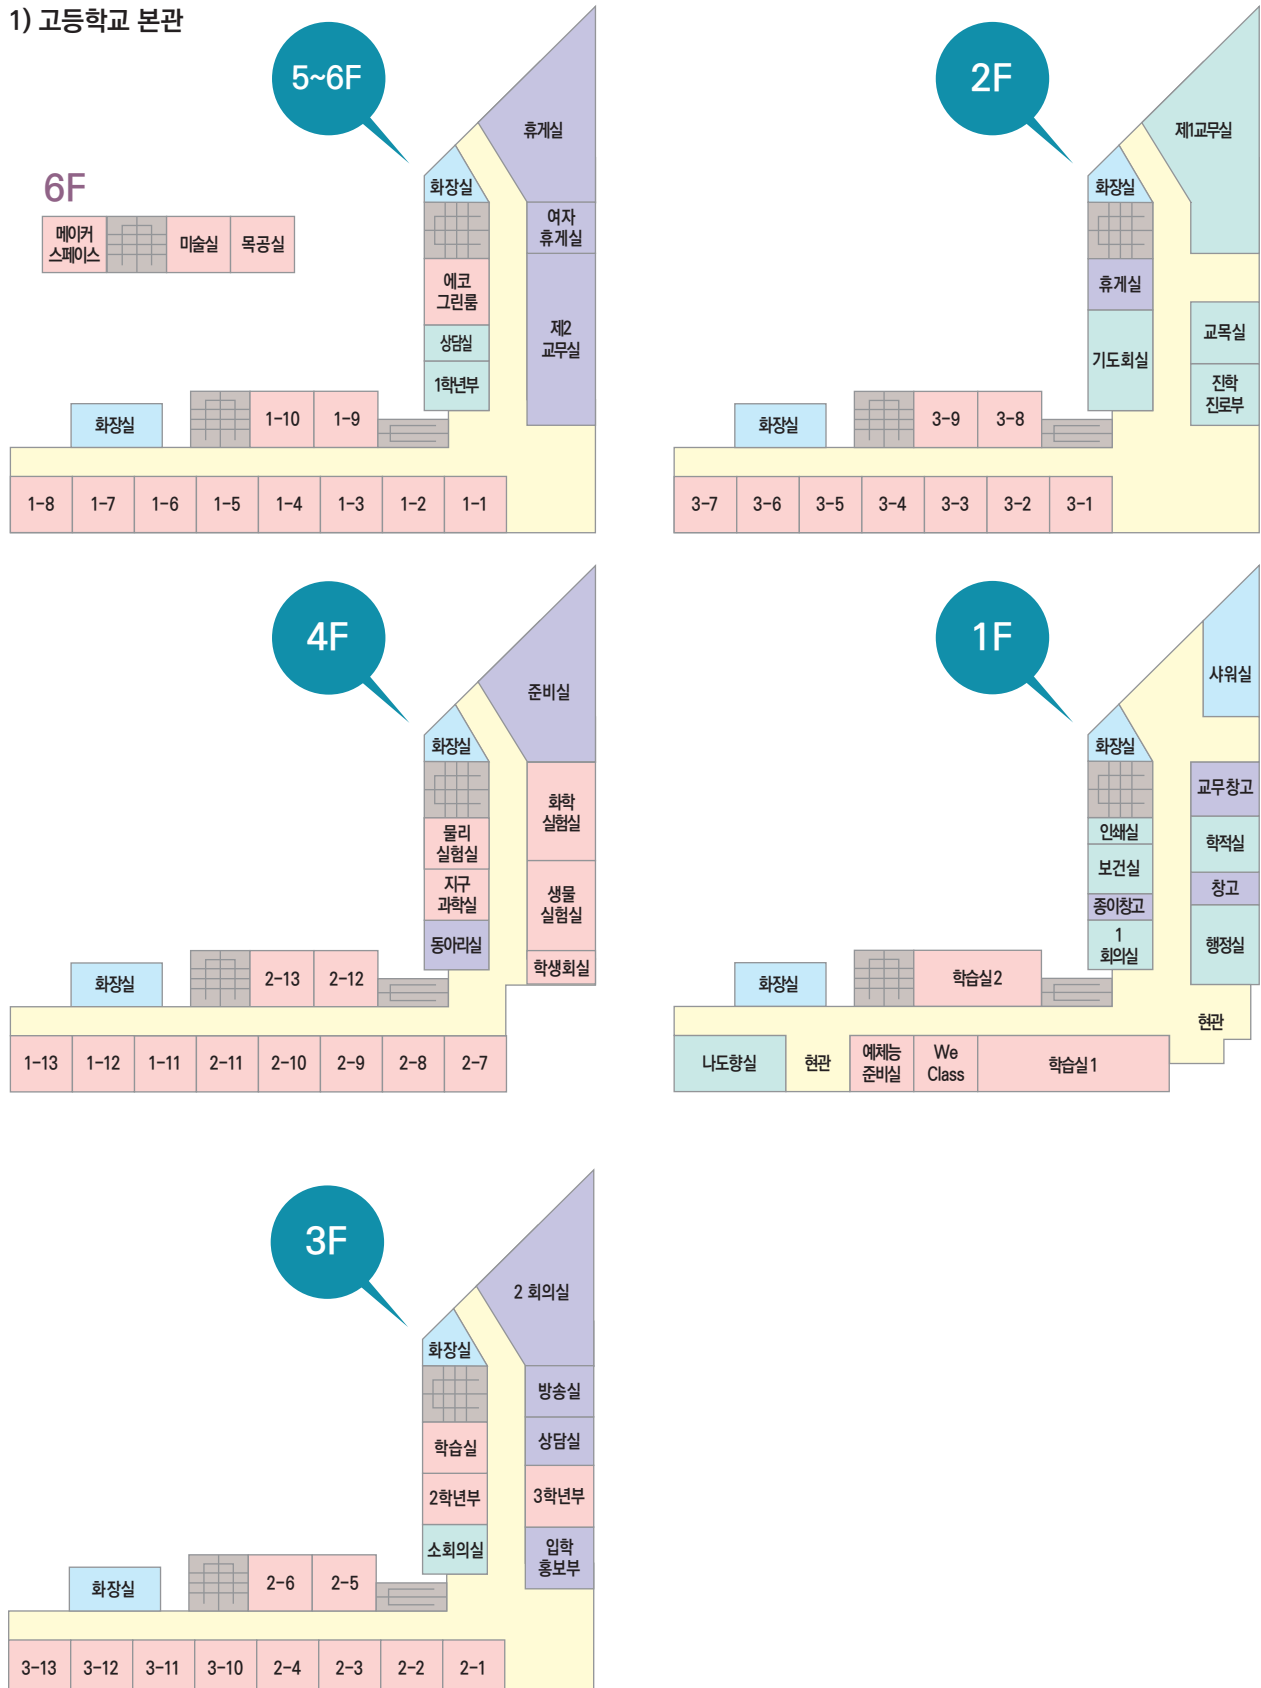 1) 고등학교 본관
5~6F
휴게실
화장실
6F
메이커
스페이스
미술실
목공실
여자
휴게실
에코
그린룸
제2
교무실
상담실
1학년부
화장실
1-10
1-9
1-8
1-7
1-6
1-5
1-4
1-3
1-2
1-1
2F
제1교무실
화장실
휴게실
기도회실
교목실
진학
진로부
화장실
3-9
3-8
3-7
3-6
3-5
3-4
3-3
3-2
3-1
4F
준비실
화장실
화학
실험실
물리
실험실
지구
과학실
생물
실험실
동아리실
학생회실
화장실
2-13
2-12
1-13
1-12
1-11
2-11
2-10
2-9
2-8
2-7
1F
샤워실
화장실
교무창고
인쇄실
학적실
보건실
창고
종이창고
1
회의실
행정실
화장실
학습실 2
현관
나도향실
현관
예체능
준비실
We
Class
학습실 1
3F
2 회의실
화장실
방송실
상담실
학습실
2학년부
3학년부
소회의실
입학
홍보부
화장실
2-6
2-5
3-13
3-12
3-11
3-10
2-4
2-3
2-2
2-1